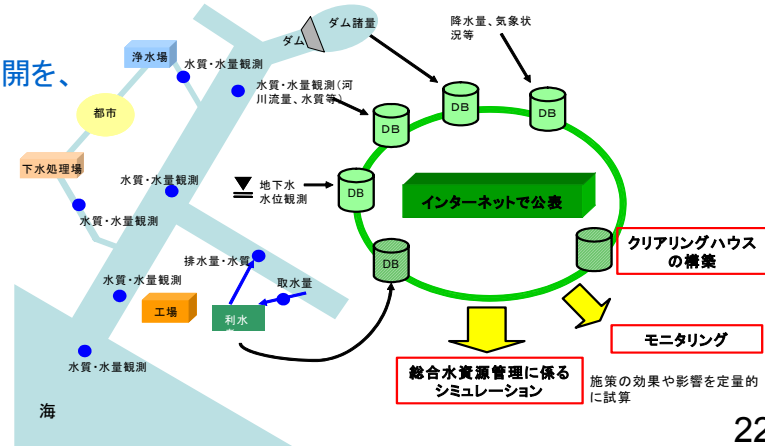 ダム諸量
ダム
降水量、気象状
況等
浄水場
水質・水量観測
開を、
水質・水量観測(河
川流量、水質等)
DB
DB
DB
都市
下水処理場
水質・水量観測
地下水
水位観測
DB
インターネットで公表
水質・水量観測
クリアリングハウス
の構築
排水量・水質
DB
水質・水量観測
取水量
工場
利水
モニタリング
水質・水量観測
総合水資源管理に係る
シミュレーション
施策の効果や影響を定量的
に試算
海
22